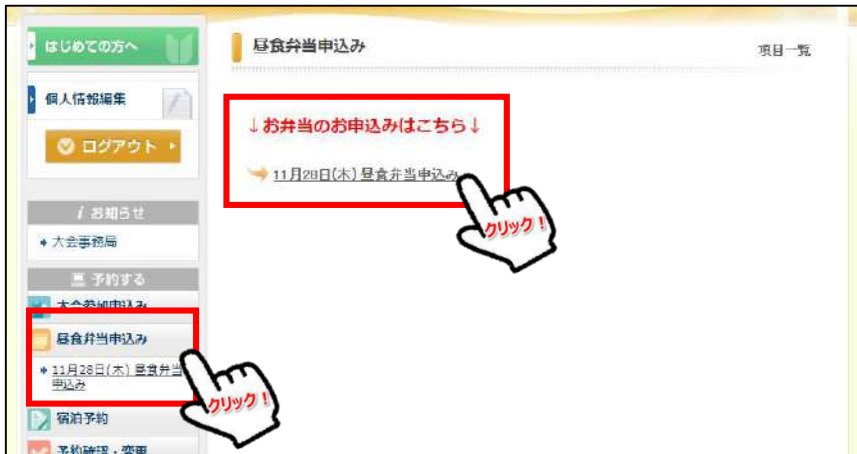 はじめての方へ
個人情報編集
ログアウト
i お知らせ
大会事務局
予約する
大会参加申込み
昼食弁当申込み
11月28日(木) 昼食弁当
申込み
宿泊予約
予約確認・変更
クリック！
昼食弁当申込み
項目一覧
↓お弁当のお申込みはこちら↓
11月28日(木) 昼食弁当申込み
クリック！